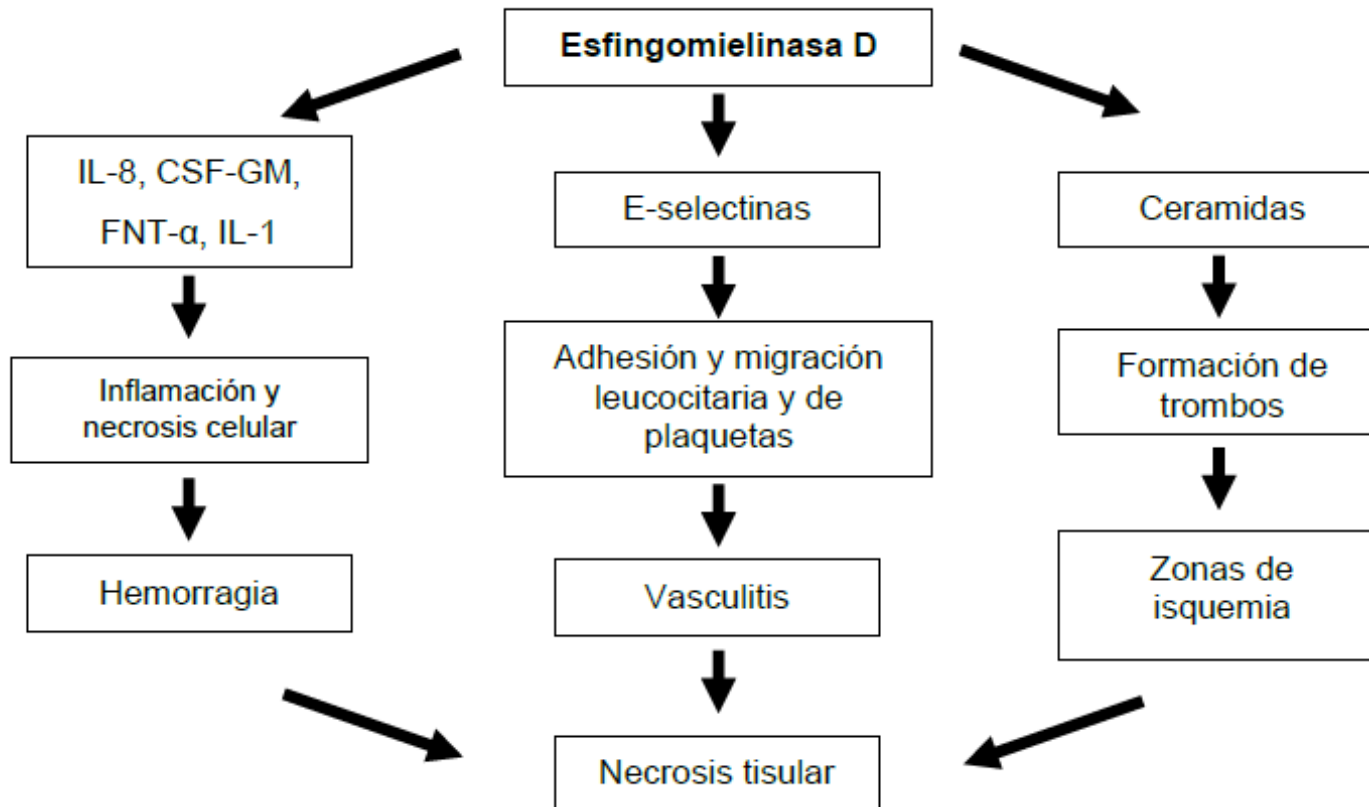 Esfingomielinasa D
IL-8, CSF-GM,
FNT-α, IL-1
E-selectinas
Ceramidas
Inflamación y
necrosis celular
Adhesión y migración
leucocitaria y de
plaquetas
Formación de
trombos
Hemorragia
Vasculitis
Zonas de
isquemia
Necrosis tisular